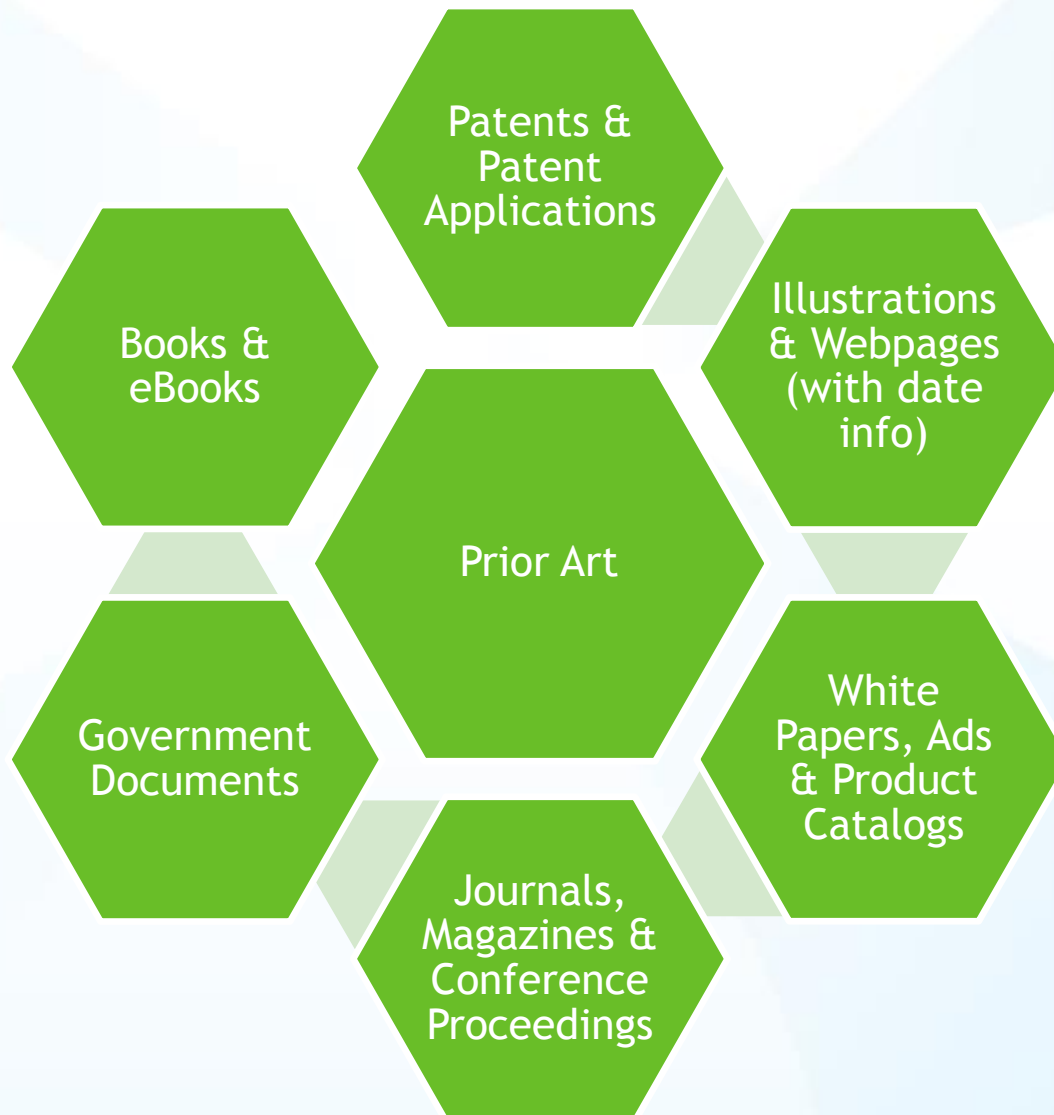 Patents &
Patent
Applications
Illustrations
& Webpages
(with date
info)
White
Papers, Ads
& Product
Catalogs
Journals,
Magazines &
Conference
Proceedings
Government
Documents
Books &
eBooks
Prior Art